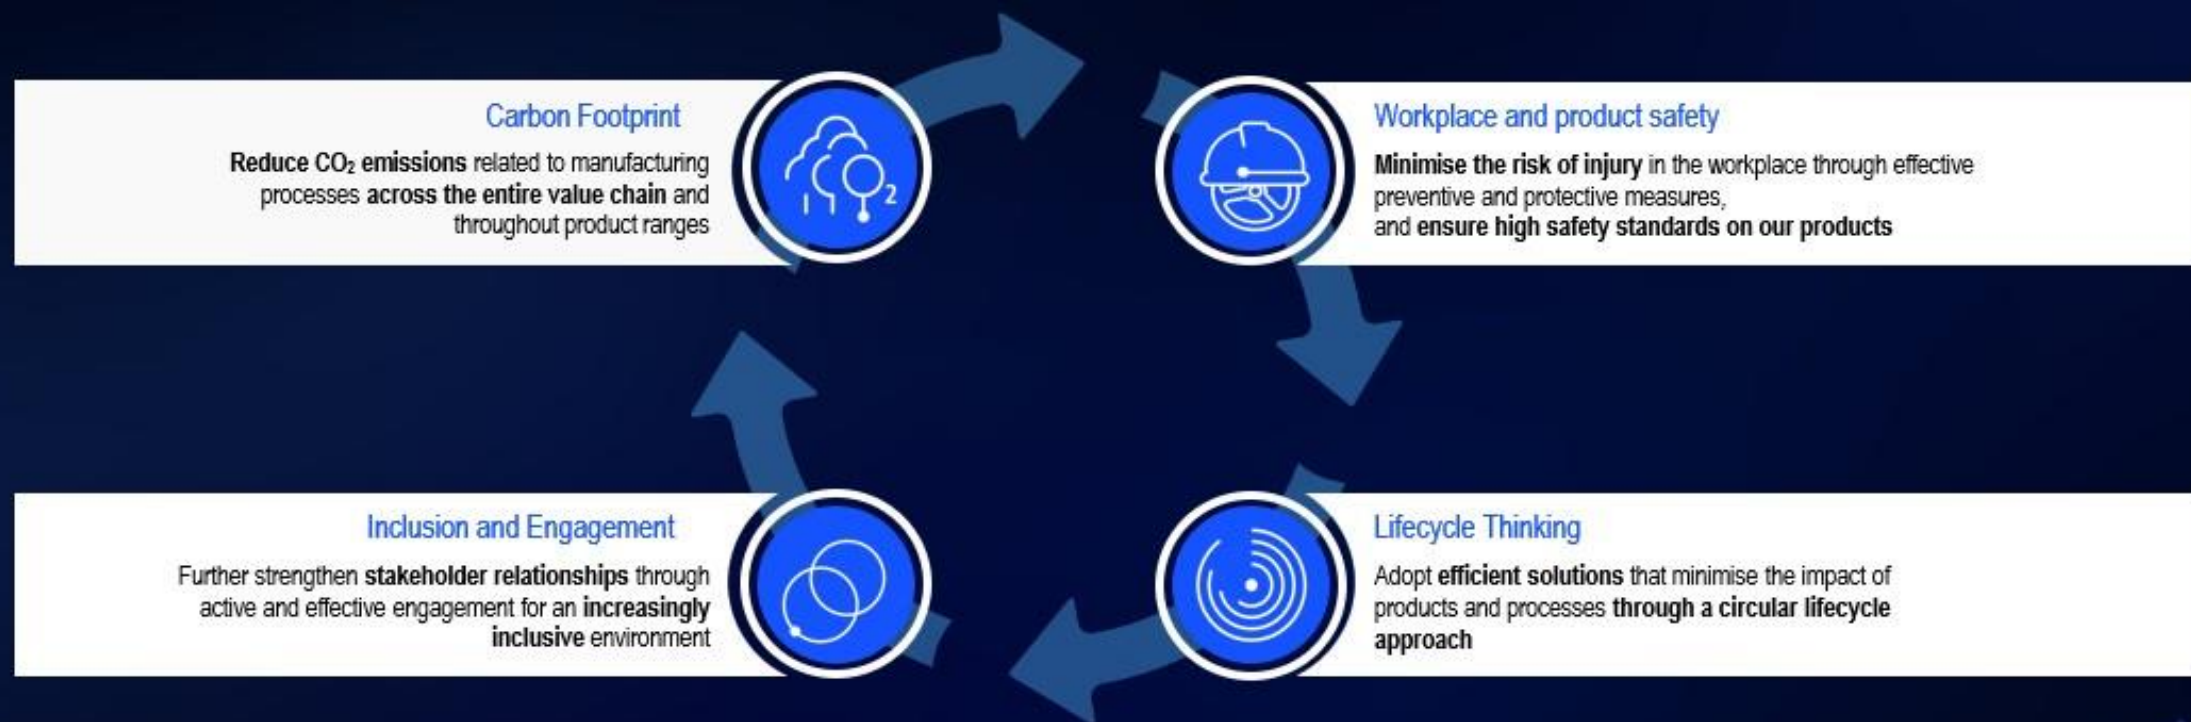 Carbon Footprint
Reduce CO₂ emissions related to manufacturing
processes across the entire value chain and
throughout product ranges
2
Workplace and product safety
Minimise the risk of injury in the workplace through effective
preventive and protective measures,
and ensure high safety standards on our products
Inclusion and Engagement
Further strengthen stakeholder relationships through
active and effective engagement for an increasingly
inclusive environment
Lifecycle Thinking
Adopt efficient solutions that minimise the impact of
products and processes through a circular lifecycle
approach